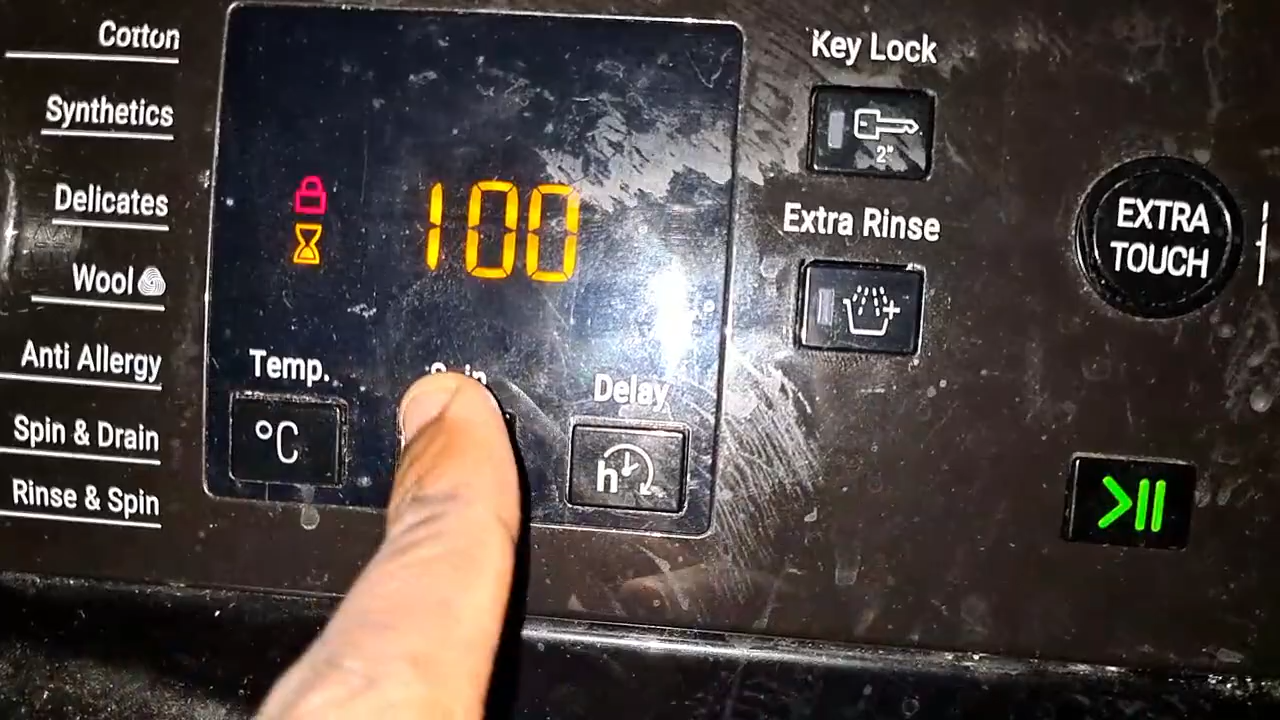 Cotton
Synthetics
Delicates
Wool
Anti Allergy
Spin & Drain
Rinse & Spin
100
Temp.
°C
Spin
Delay
h
Key Lock
2"
Extra Rinse
EXTRA
TOUCH